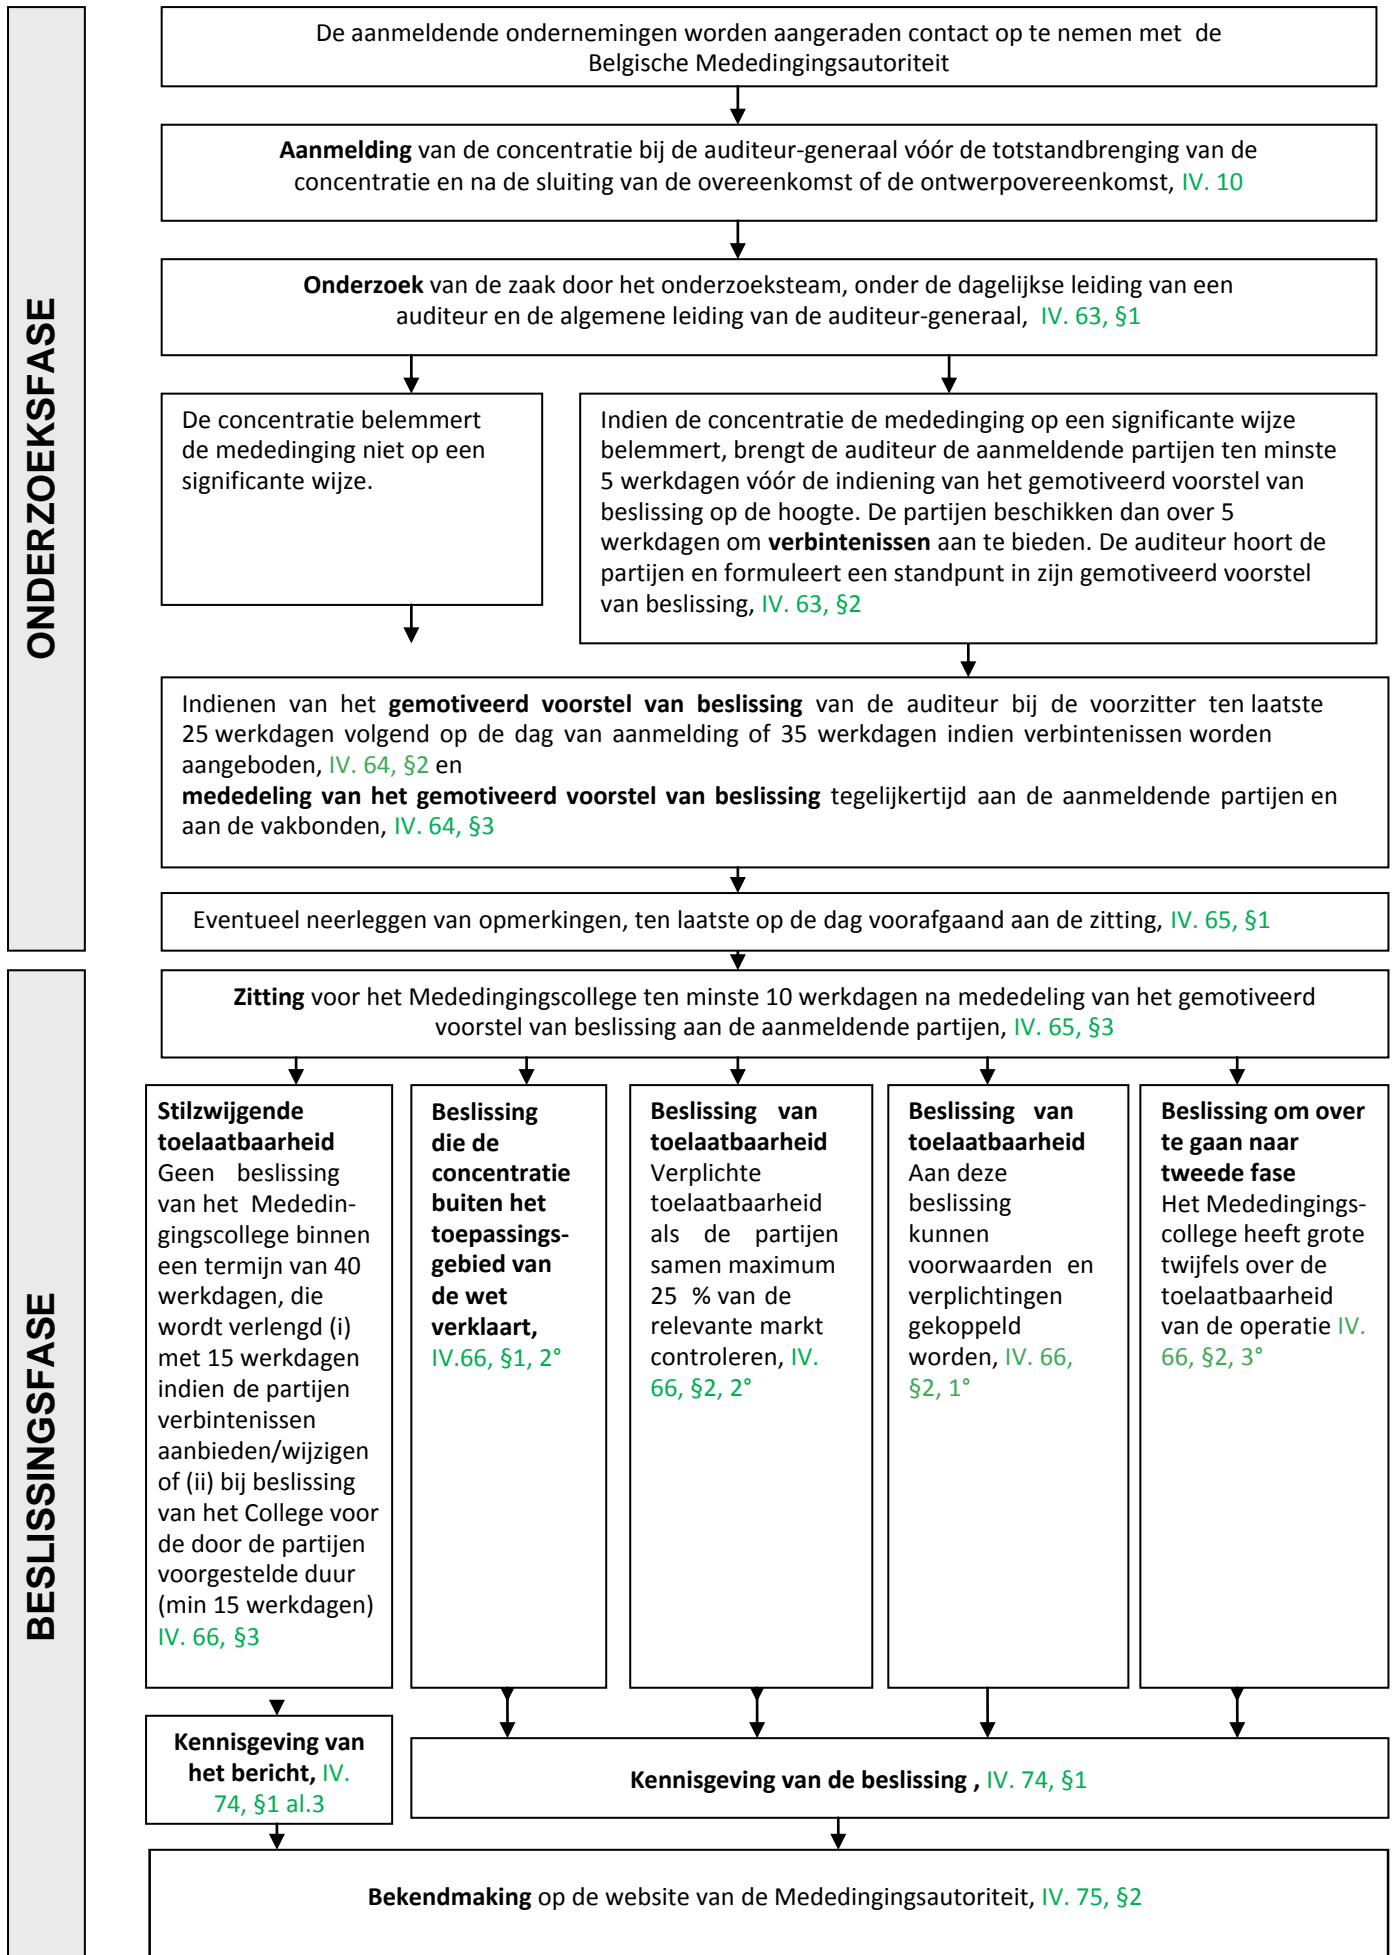 ONDERZOEKSFASE
De aanmeldende ondernemingen worden aangeraden contact op te nemen met de
Belgische Mededingingsautoriteit
Aanmelding van de concentratie bij de auditeur-generaal vóór de totstandbrenging van de
concentratie en na de sluiting van de overeenkomst of de ontwerpovereenkomst, IV. 10
Onderzoek van de zaak door het onderzoeksteam, onder de dagelijkse leiding van een
auditeur en de algemene leiding van de auditeur-generaal, IV. 63, §1
De concentratie belemmert
de mededinging niet op een
significante wijze.
Indien de concentratie de mededinging op een significante wijze
belemmert, brengt de auditeur de aanmeldende partijen ten minste
5 werkdagen vóór de indiening van het gemotiveerd voorstel van
beslissing op de hoogte. De partijen beschikken dan over 5
werkdagen om verbintenissen aan te bieden. De auditeur hoort de
partijen en formuleert een standpunt in zijn gemotiveerd voorstel
van beslissing, IV. 63, §2
Indienen van het gemotiveerd voorstel van beslissing van de auditeur bij de voorzitter ten laatste
25 werkdagen volgend op de dag van aanmelding of 35 werkdagen indien verbintenissen worden
aangeboden, IV. 64, §2 en
mededeling van het gemotiveerd voorstel van beslissing tegelijkertijd aan de aanmeldende partijen en
aan de vakbonden, IV. 64, §3
Eventueel neerleggen van opmerkingen, ten laatste op de dag voorafgaand aan de zitting, IV. 65, §1
BESLISSINGSFASE
Zitting voor het Mededingingscollege ten minste 10 werkdagen na mededeling van het gemotiveerd
voorstel van beslissing aan de aanmeldende partijen, IV. 65, §3
Stilzwijgende
toelaatbaarheid
Geen beslissing
van het Mededin-
gingscollege binnen
een termijn van 40
werkdagen, die
wordt verlengd (i)
met 15 werkdagen
indien de partijen
verbintenissen
aanbieden/wijzigen
of (ii) bij beslissing
van het College voor
de door de partijen
voorgestelde duur
(min 15 werkdagen)
IV. 66, §3
Beslissing
die de
concentratie
buiten het
toepassings-
gebied van
de wet
verklaart,
IV.66, §1, 2°
Beslissing van
toelaatbaarheid
Verplichte
toelaatbaarheid
als de partijen
samen maximum
25 % van de
relevante markt
controleren, IV.
66, §2, 2°
Beslissing van
toelaatbaarheid
Aan deze
beslissing
kunnen
voorwaarden en
verplichtingen
gekoppeld
worden, IV. 66,
§2, 1°
Beslissing om over
te gaan naar
tweede fase
Het Mededingings-
college heeft grote
twijfels over de
toelaatbaarheid
van de operatie IV.
66, §2, 3°
Kennisgeving van
het bericht, IV.
74, §1 al.3
Kennisgeving van de beslissing , IV. 74, §1
Bekendmaking op de website van de Mededingingsautoriteit, IV. 75, §2